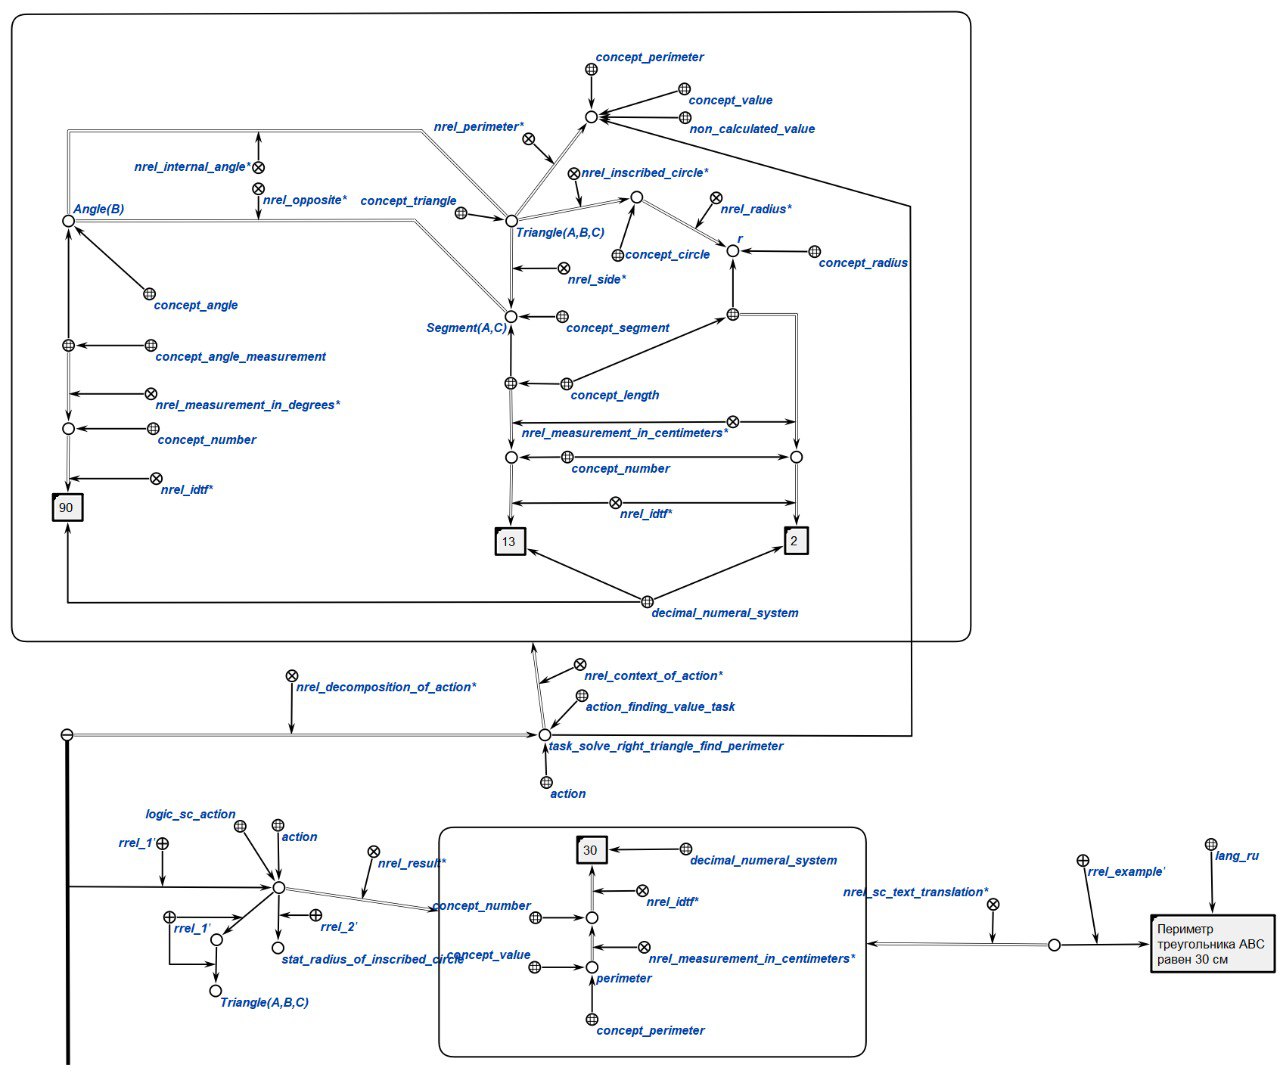 concept_perimeter
concept_value
nrel_perimeter*
non_calculated_value
nrel_internal_angle*
nrel_inscribed_circle*
nrel_opposite*
concept_triangle
Angle(B)
nrel_radius*
Triangle(A,B,C)
r
concept_circle
concept_radius
nrel_side*
concept_angle
Segment(A,C)
concept_segment
concept_angle_measurement
concept_length
nrel_measurement_in_degrees*
nrel_measurement_in_centimeters*
concept_number
concept_number
nrel_idtf*
90
nrel_idtf*
13
2
decimal_numeral_system
nrel_context_of_action*
nrel_decomposition_of_action*
action_finding_value_task
task_solve_right_triangle_find_perimeter
action
logic_sc_action
action
rrel_1'
nrel_result*
30
decimal_numeral_system
lang_ru
rrel_example'
nrel_sc_text_translation*
concept_number
nrel_idtf*
rrel_1'
rrel_2'
Периметр
треугольника ABC
равен 30 см
stat_radius_of_inscribed_circle
concept_value
nrel_measurement_in_centimeters*
perimeter
Triangle(A,B,C)
concept_perimeter